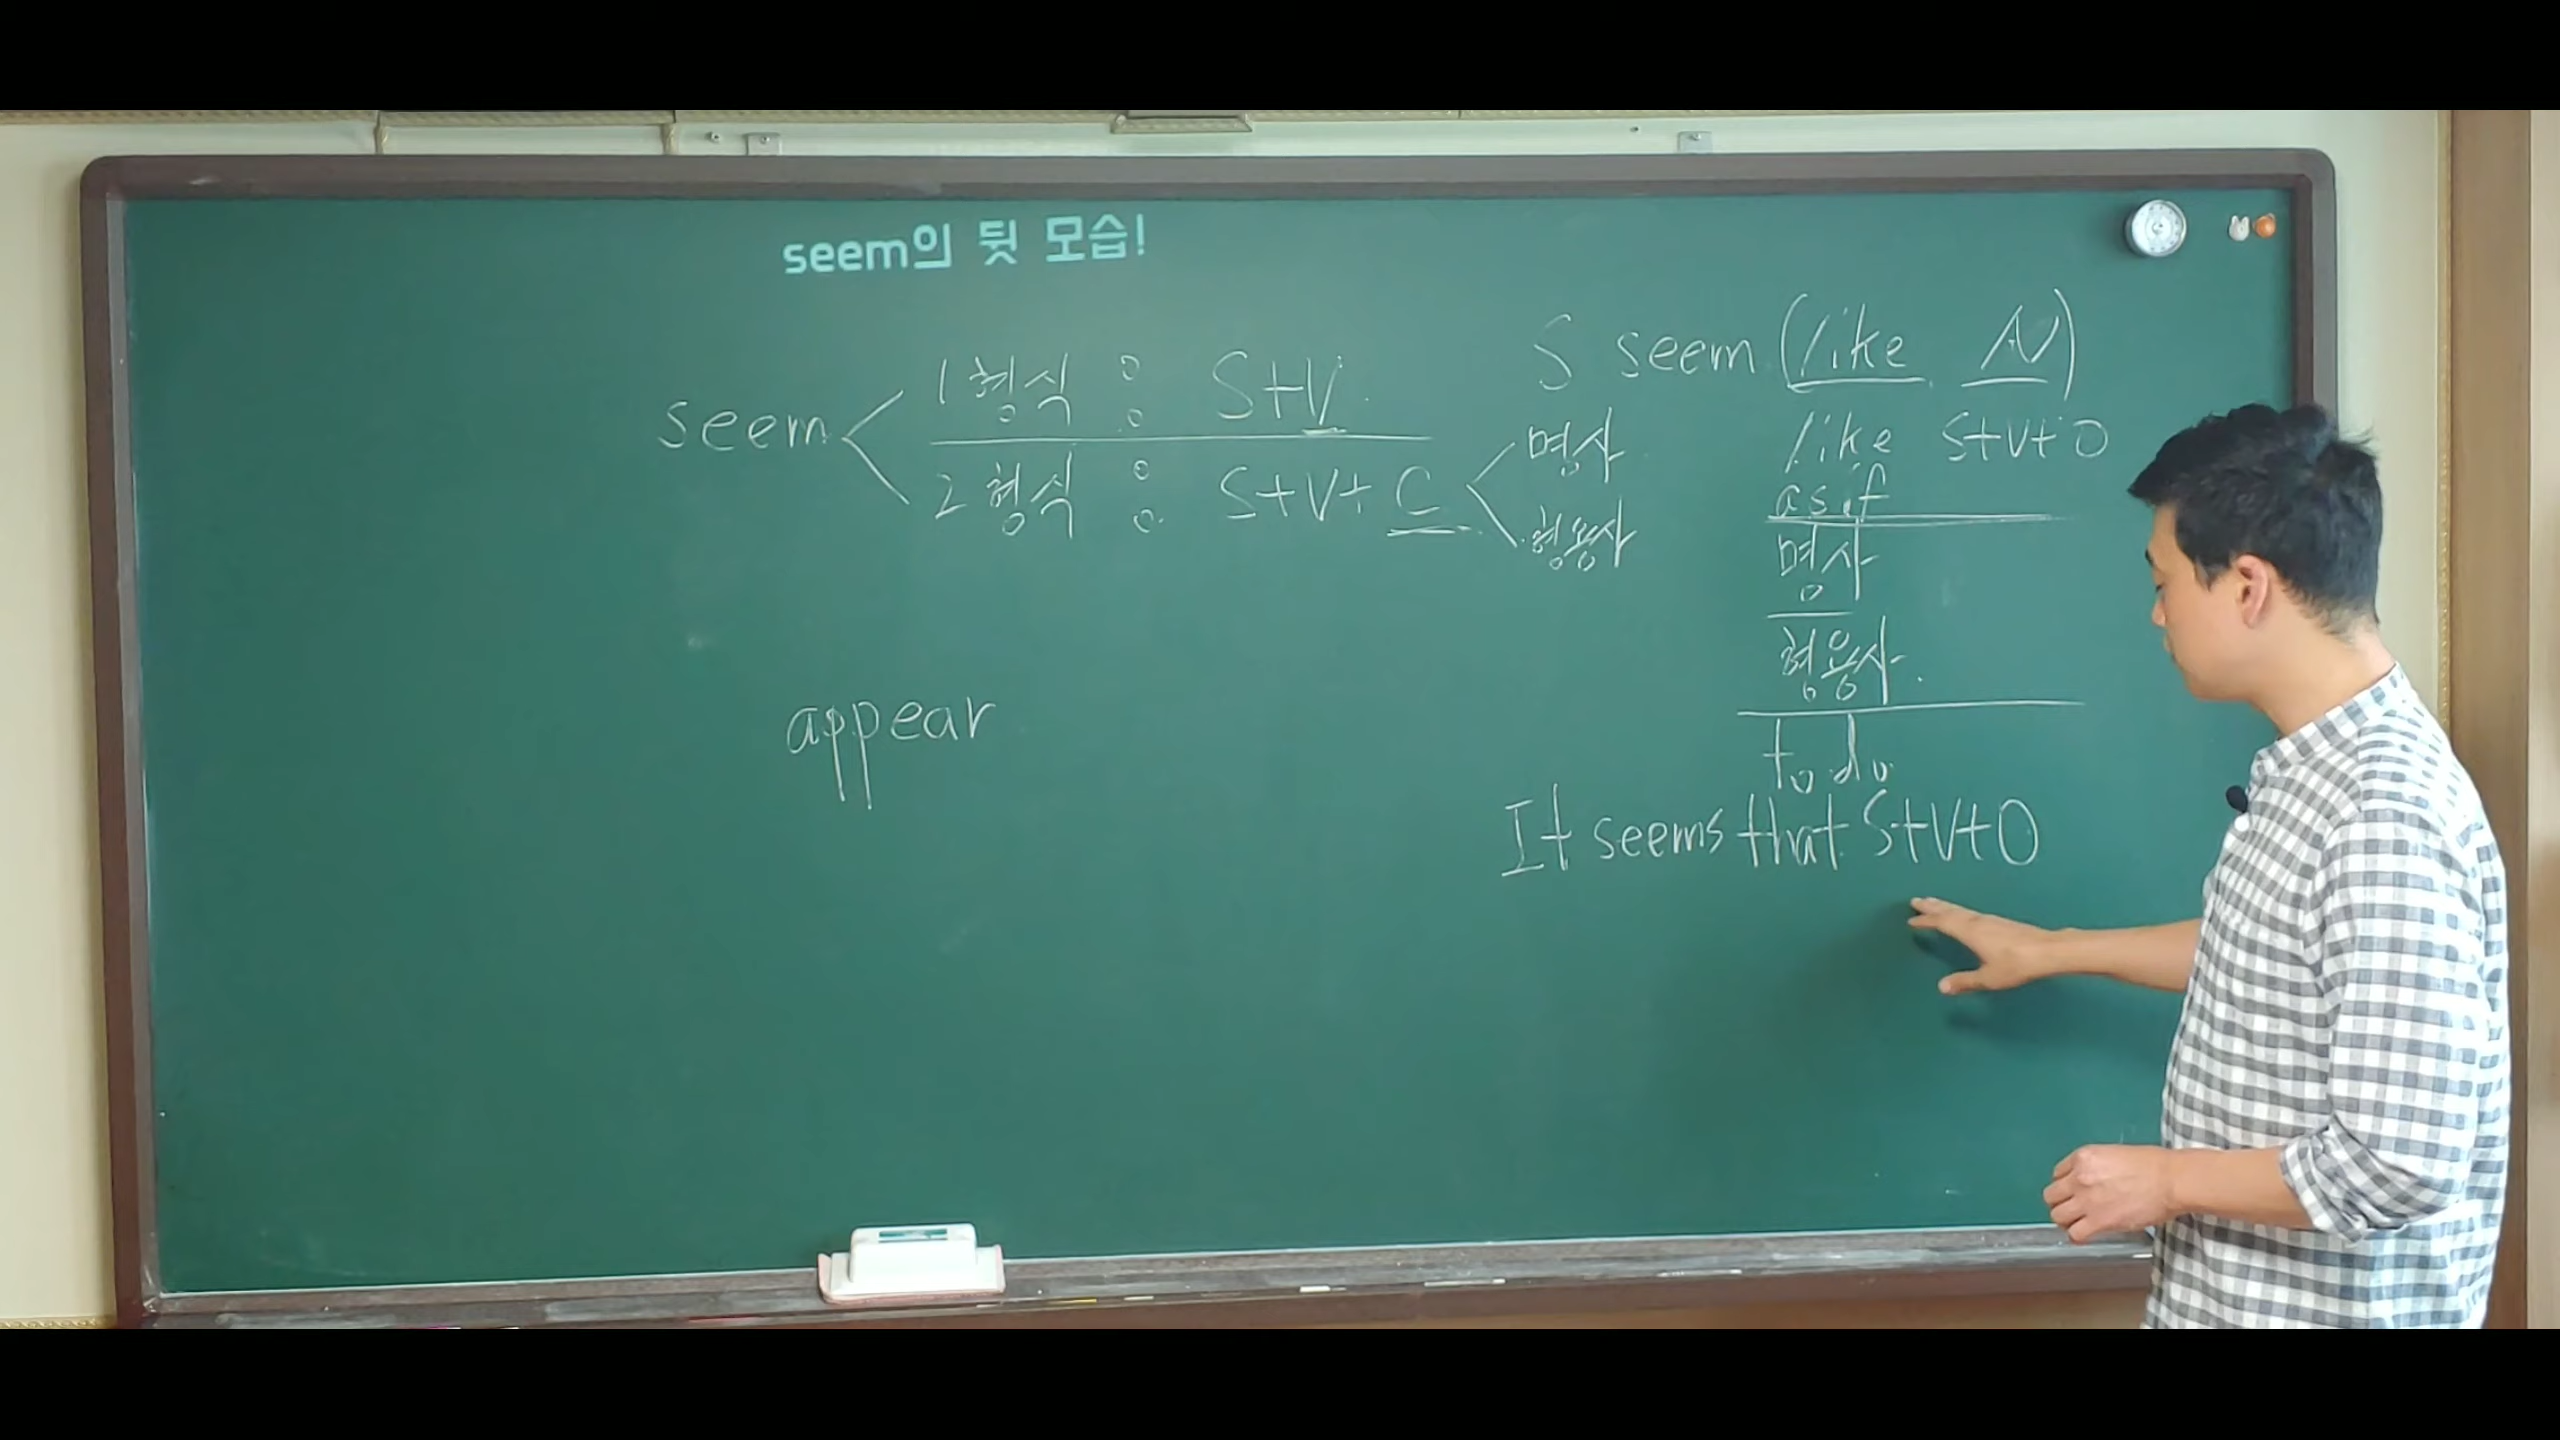 seem의 뒷 모습!
seem
1형식 : S+V
2형식 : S+V+C
명사
형용사
appear
S seem (like N)
like S+V+O
as if
명사
형용사
to do
It seems that S+V+O